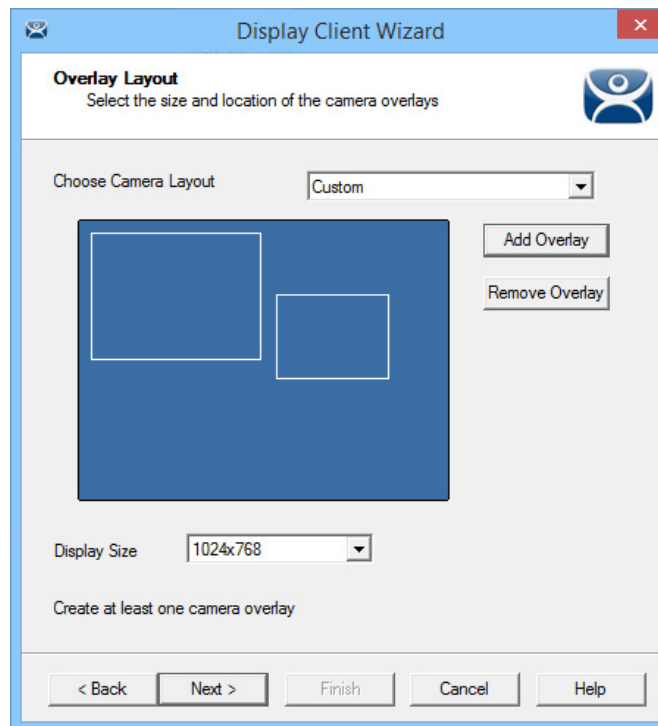 Display Client Wizard
Overlay Layout
Select the size and location of the camera overlays
Choose Camera Layout
Custom
Add Overlay
Remove Overlay
Display Size
1024x768
Create at least one camera overlay
< Back
Next >
Finish
Cancel
Help